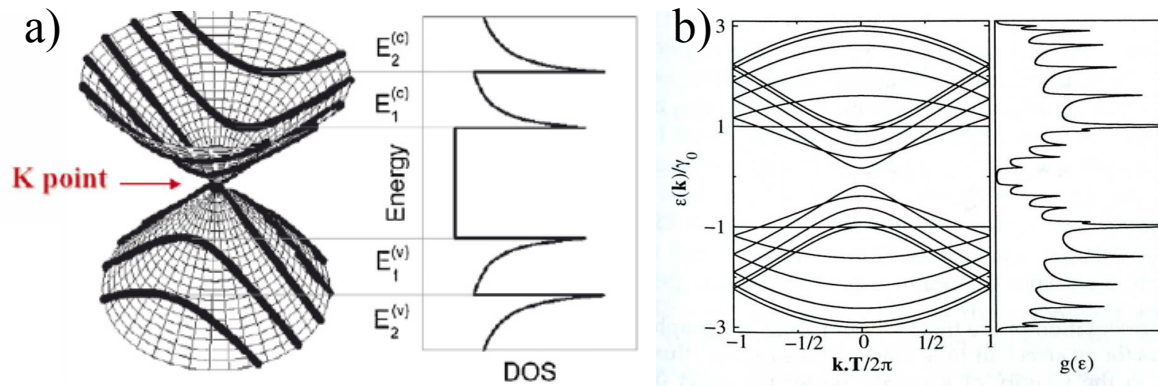 a)
K point
E₂⁽ᶜ⁾
E₁⁽ᶜ⁾
Energy
E₁⁽ᵛ⁾
E₂⁽ᵛ⁾
DOS
b)
ε(k)/γ₀
3
1
−1
−3
−1
−1/2
0
1/2
1
k.T/2π
g(ε)